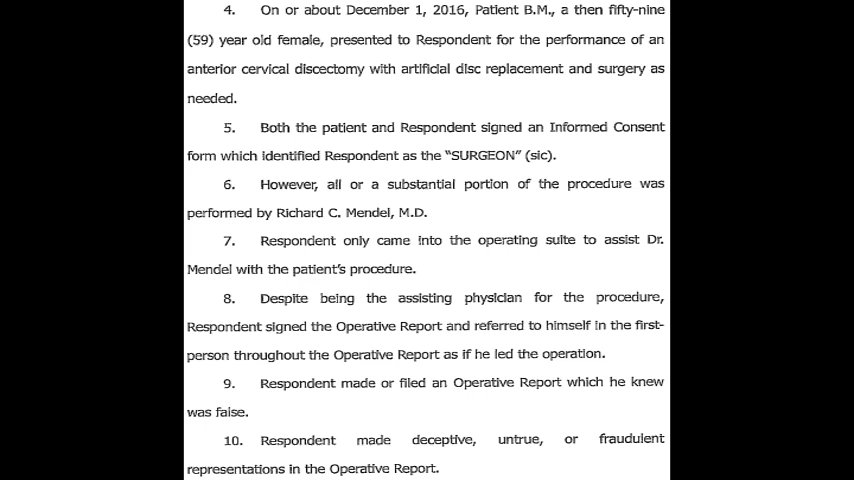 4. On or about December 1, 2016, Patient B.M., a then fifty-nine
(59) year old female, presented to Respondent for the performance of an
anterior cervical discectomy with artificial disc replacement and surgery as
needed.
5. Both the patient and Respondent signed an Informed Consent
form which identified Respondent as the “SURGEON” (sic).
6. However, all or a substantial portion of the procedure was
performed by Richard C. Mendel, M.D.
7. Respondent only came into the operating suite to assist Dr.
Mendel with the patient’s procedure.
8. Despite being the assisting physician for the procedure,
Respondent signed the Operative Report and referred to himself in the first-
person throughout the Operative Report as if he led the operation.
9. Respondent made or filed an Operative Report which he knew
was false.
10. Respondent made deceptive, untrue, or fraudulent
representations in the Operative Report.